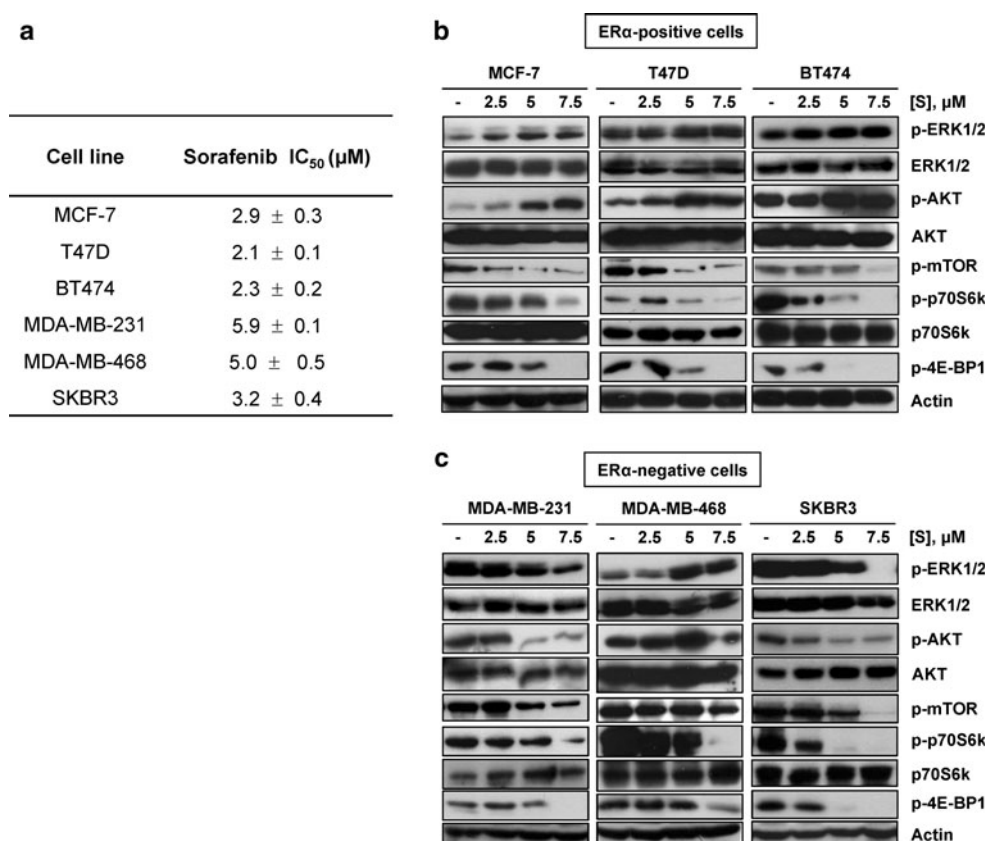 a
Cell line Sorafenib IC50 (µM)
MCF-7 2.9 ± 0.3
T47D 2.1 ± 0.1
BT474 2.3 ± 0.2
MDA-MB-231 5.9 ± 0.1
MDA-MB-468 5.0 ± 0.5
SKBR3 3.2 ± 0.4
b
ERα-positive cells
MCF-7 T47D BT474
- 2.5 5 7.5 - 2.5 5 7.5 - 2.5 5 7.5 [S], µM
p-ERK1/2
ERK1/2
p-AKT
AKT
p-mTOR
p-p70S6k
p70S6k
p-4E-BP1
Actin
c
ERα-negative cells
MDA-MB-231 MDA-MB-468 SKBR3
- 2.5 5 7.5 - 2.5 5 7.5 - 2.5 5 7.5 [S], µM
p-ERK1/2
ERK1/2
p-AKT
AKT
p-mTOR
p-p70S6k
p70S6k
p-4E-BP1
Actin